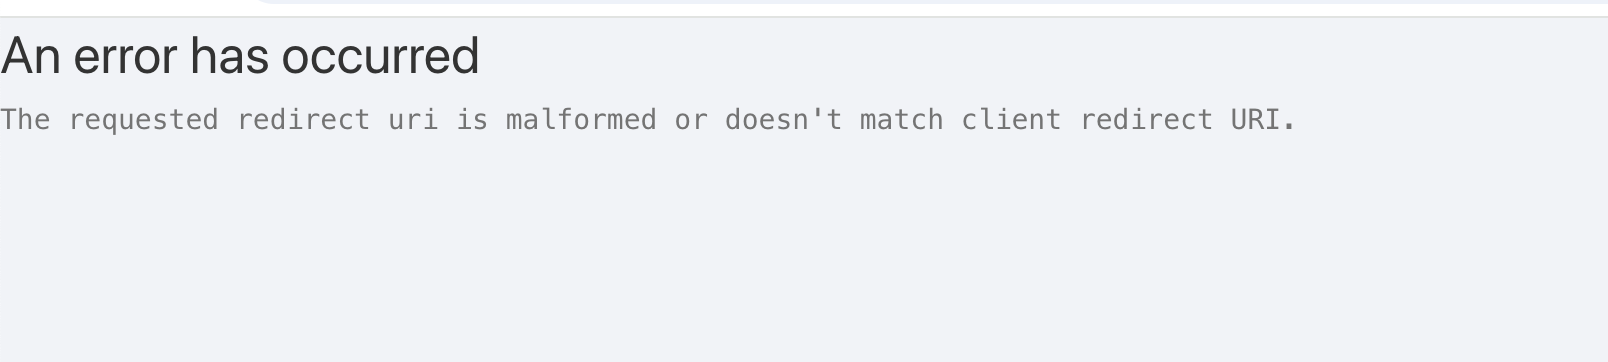 An error has occurred
The requested redirect uri is malformed or doesn't match client redirect URI.